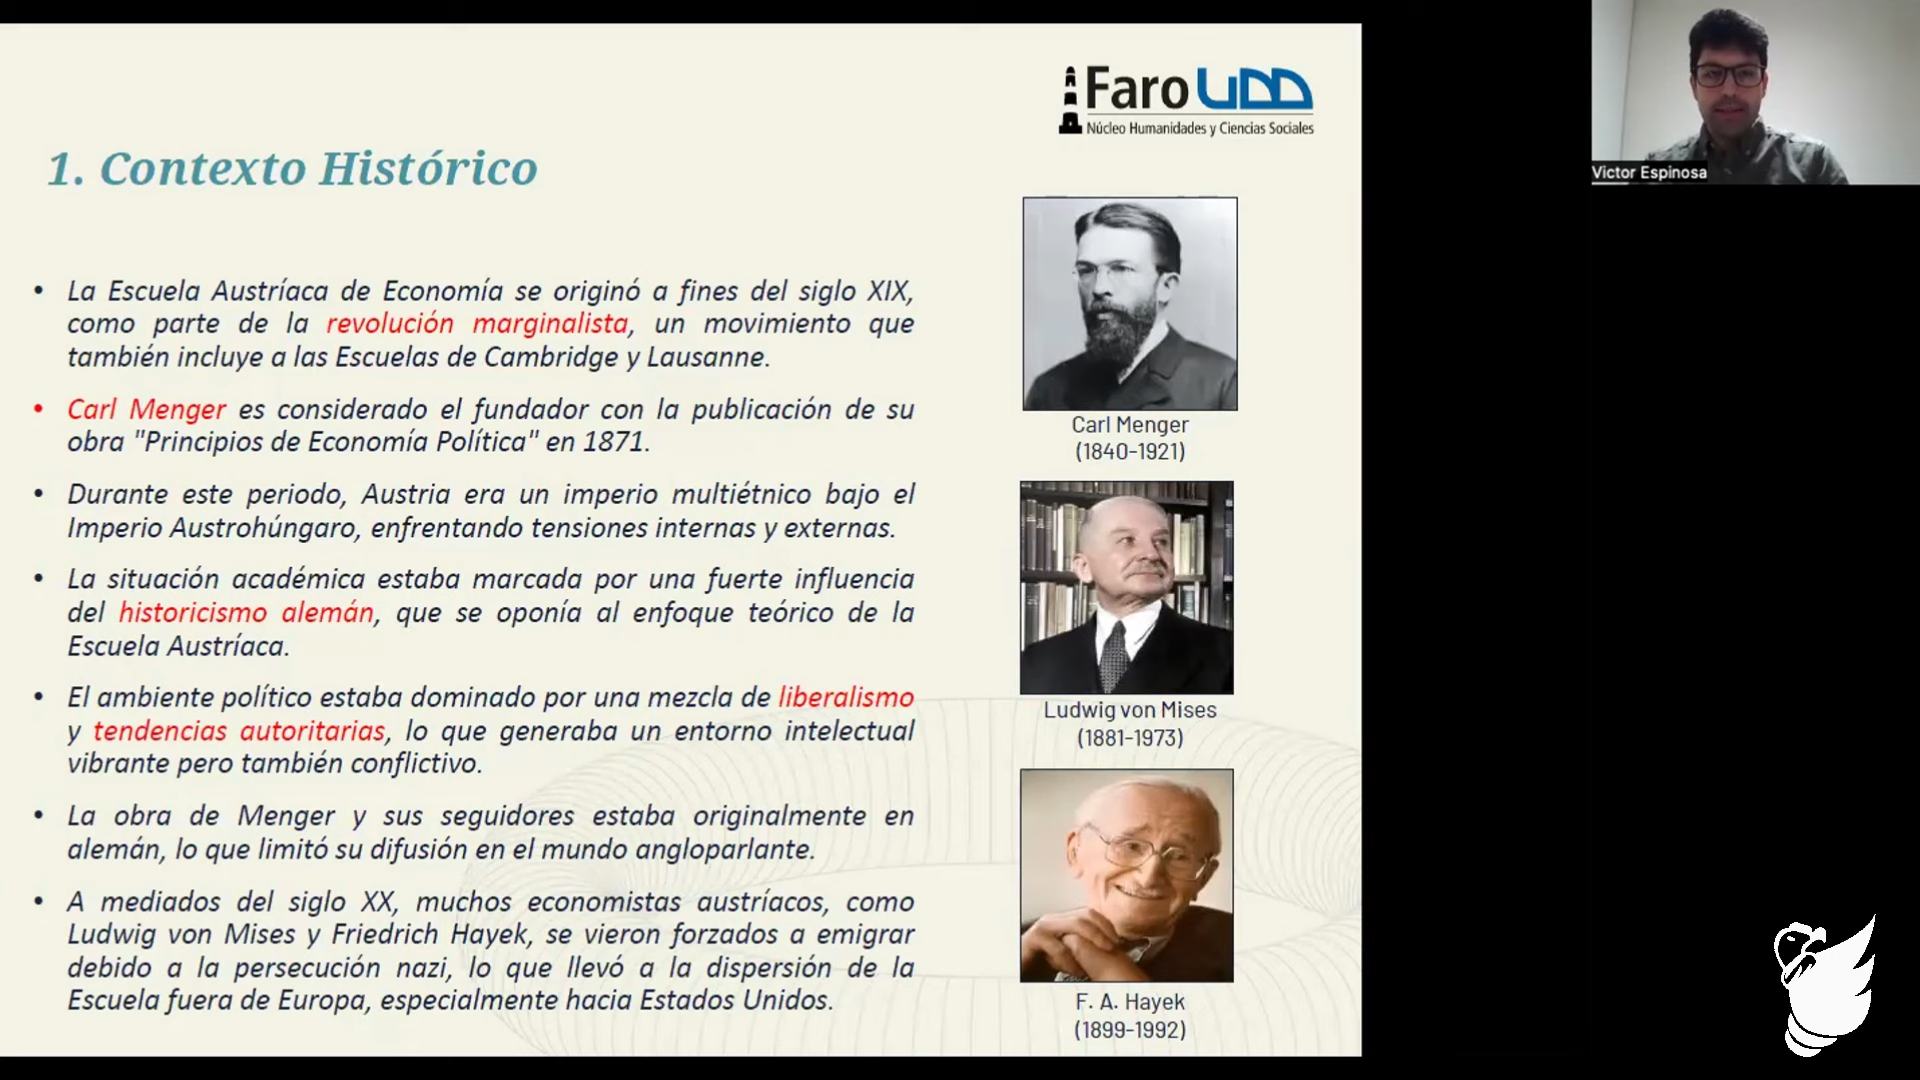 Faro UDD
Núcleo Humanidades y Ciencias Sociales
1. Contexto Histórico
• La Escuela Austríaca de Economía se originó a fines del siglo XIX,
como parte de la revolución marginalista, un movimiento que
también incluye a las Escuelas de Cambridge y Lausanne.
• Carl Menger es considerado el fundador con la publicación de su
obra "Principios de Economía Política" en 1871.
• Durante este periodo, Austria era un imperio multiétnico bajo el
Imperio Austrohúngaro, enfrentando tensiones internas y externas.
• La situación académica estaba marcada por una fuerte influencia
del historicismo alemán, que se oponía al enfoque teórico de la
Escuela Austríaca.
• El ambiente político estaba dominado por una mezcla de liberalismo
y tendencias autoritarias, lo que generaba un entorno intelectual
vibrante pero también conflictivo.
• La obra de Menger y sus seguidores estaba originalmente en
alemán, lo que limitó su difusión en el mundo angloparlante.
• A mediados del siglo XX, muchos economistas austríacos, como
Ludwig von Mises y Friedrich Hayek, se vieron forzados a emigrar
debido a la persecución nazi, lo que llevó a la dispersión de la
Escuela fuera de Europa, especialmente hacia Estados Unidos.
Carl Menger
(1840-1921)
Ludwig von Mises
(1881-1973)
F. A. Hayek
(1899-1992)
Victor Espinosa